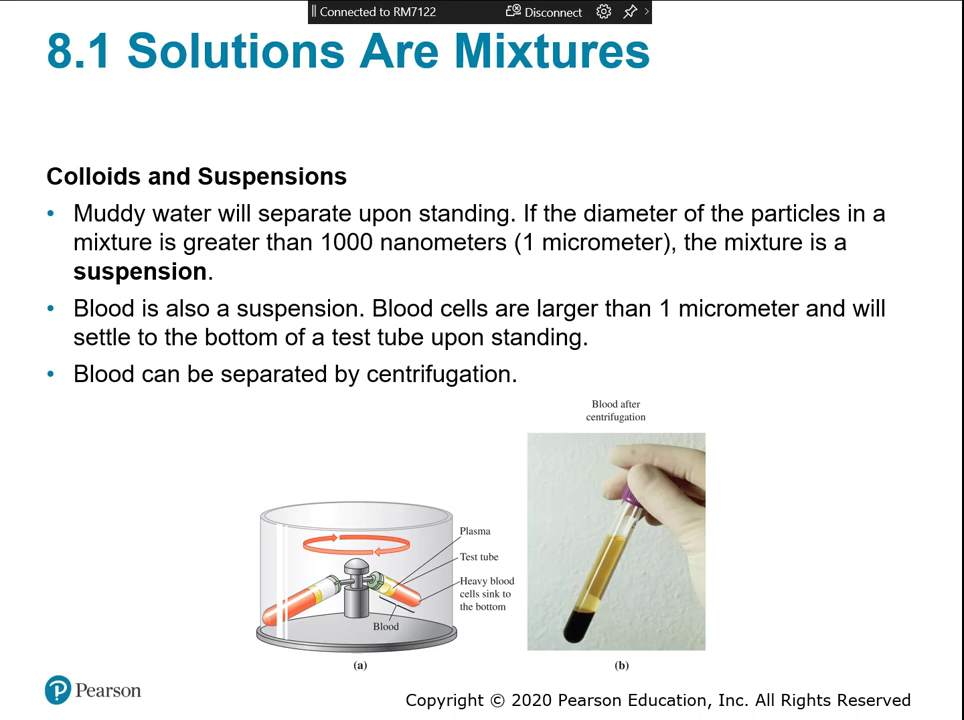 Connected to RM7122 Disconnect
8.1 Solutions Are Mixtures
Colloids and Suspensions
• Muddy water will separate upon standing. If the diameter of the particles in a
mixture is greater than 1000 nanometers (1 micrometer), the mixture is a
suspension.
• Blood is also a suspension. Blood cells are larger than 1 micrometer and will
settle to the bottom of a test tube upon standing.
• Blood can be separated by centrifugation.
Blood after
centrifugation
Plasma
Test tube
Heavy blood
cells sink to
the bottom
Blood
(a)
(b)
Pearson
Copyright © 2020 Pearson Education, Inc. All Rights Reserved